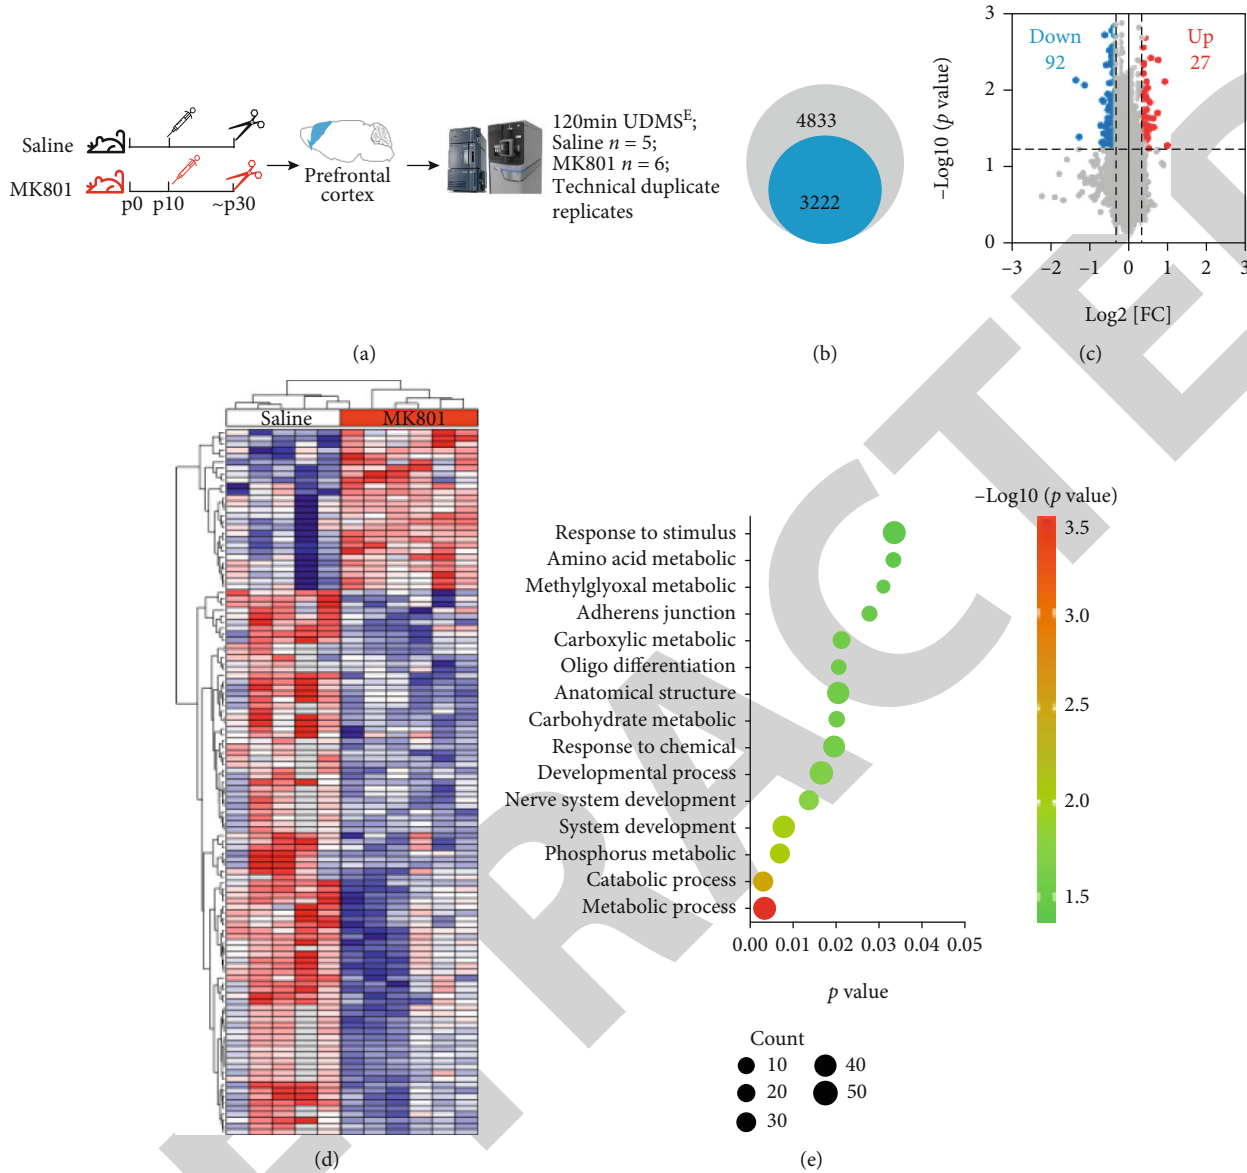 Saline
MK801
p0 p10 ~p30
Prefrontal
cortex
120min UDMS^E;
Saline n = 5;
MK801 n = 6;
Technical duplicate
replicates
(a)
4833
3222
(b)
−Log10 (p value)
3
2
1
0
Down
92
Up
27
−3 −2 −1 0 1 2 3
Log2 [FC]
(c)
Saline MK801
(d)
Response to stimulus
Amino acid metabolic
Methylglyoxal metabolic
Adherens junction
Carboxylic metabolic
Oligo differentiation
Anatomical structure
Carbohydrate metabolic
Response to chemical
Developmental process
Nerve system development
System development
Phosphorus metabolic
Catabolic process
Metabolic process
0.00 0.01 0.02 0.03 0.04 0.05
p value
−Log10 (p value)
3.5
3.0
2.5
2.0
1.5
Count
10 40
20 50
30
(e)
RACTED